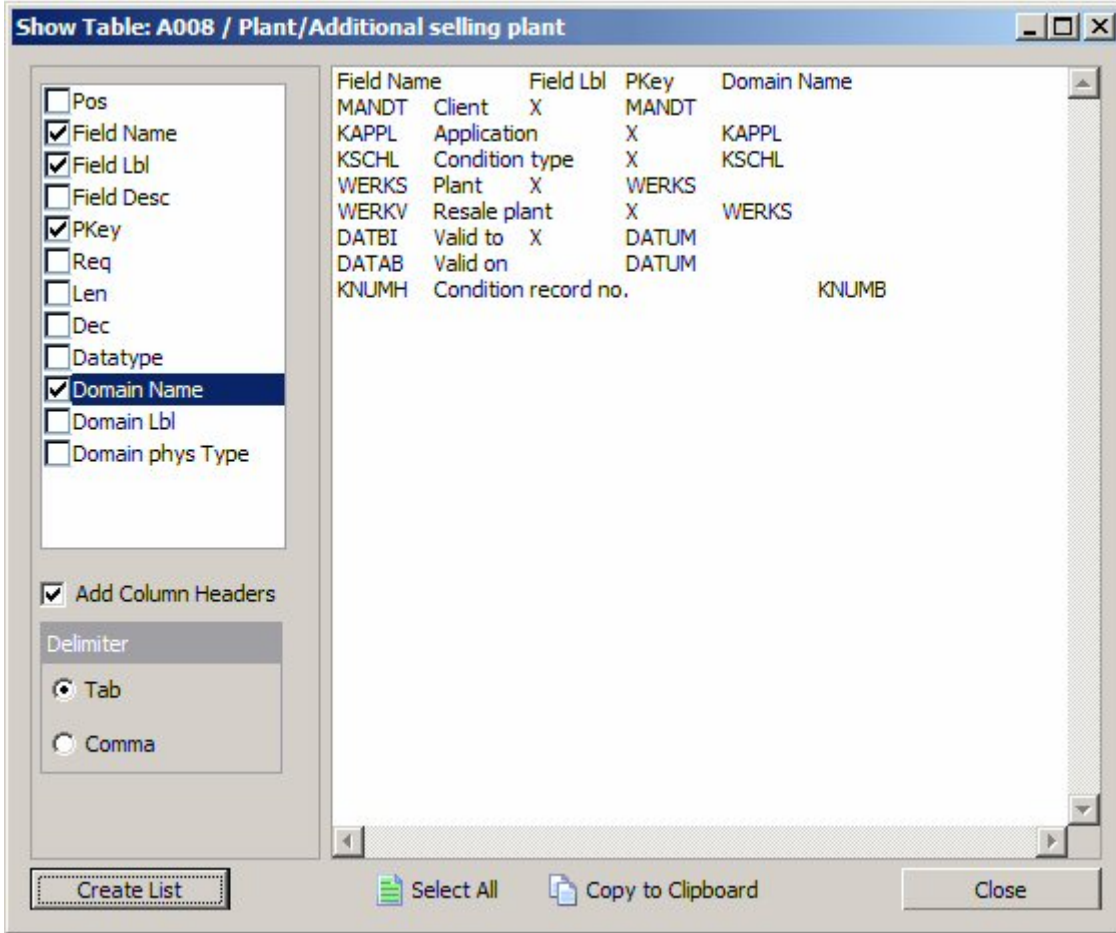 Show Table: A008 / Plant/Additional selling plant
Pos
Field Name
Field Lbl
Field Desc
PKey
Req
Len
Dec
Datatype
Domain Name
Domain Lbl
Domain phys Type
Add Column Headers
Delimiter
Tab
Comma
Field Name Field Lbl PKey Domain Name
MANDT Client X MANDT
KAPPL Application X KAPPL
KSCHL Condition type X KSCHL
WERKS Plant X WERKS
WERKV Resale plant X WERKS
DATBI Valid to X DATUM
DATAB Valid on DATUM
KNUMH Condition record no. KNUMB
Create List Select All Copy to Clipboard Close